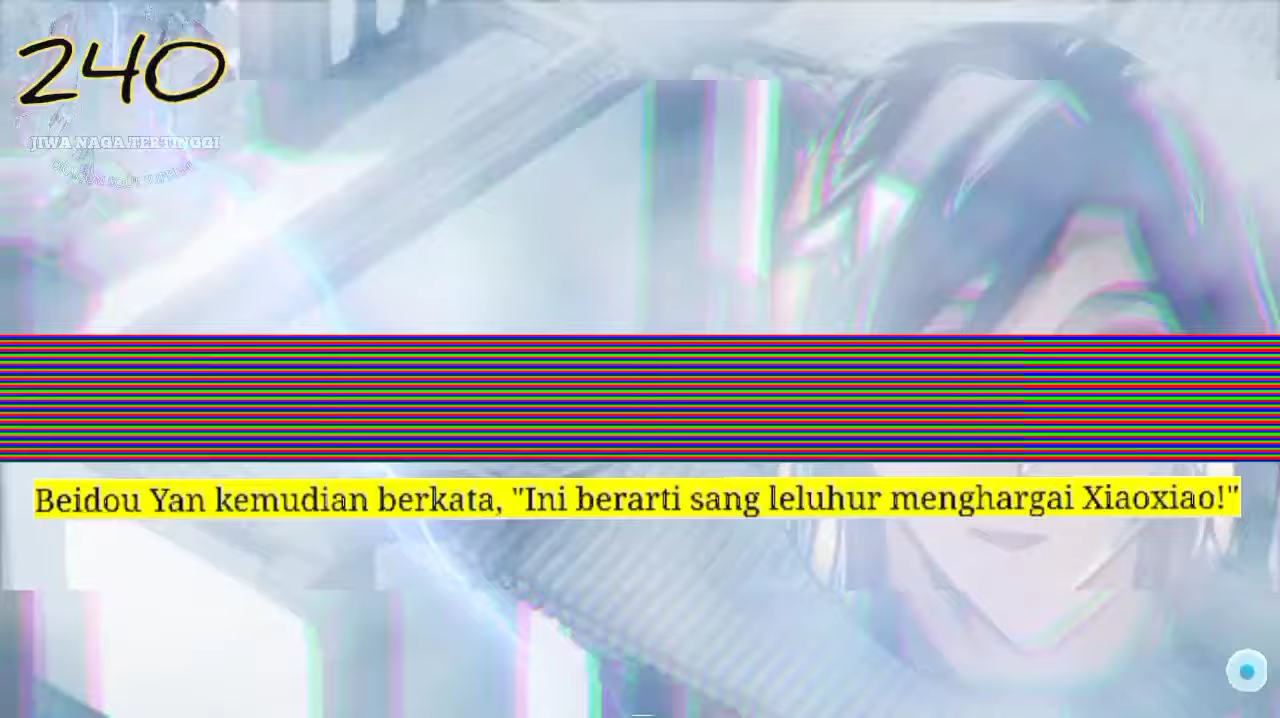 240
JIWA NAGA TERTINGGI
Beidou Yan kemudian berkata, "Ini berarti sang leluhur menghargai Xiaoxiao!"